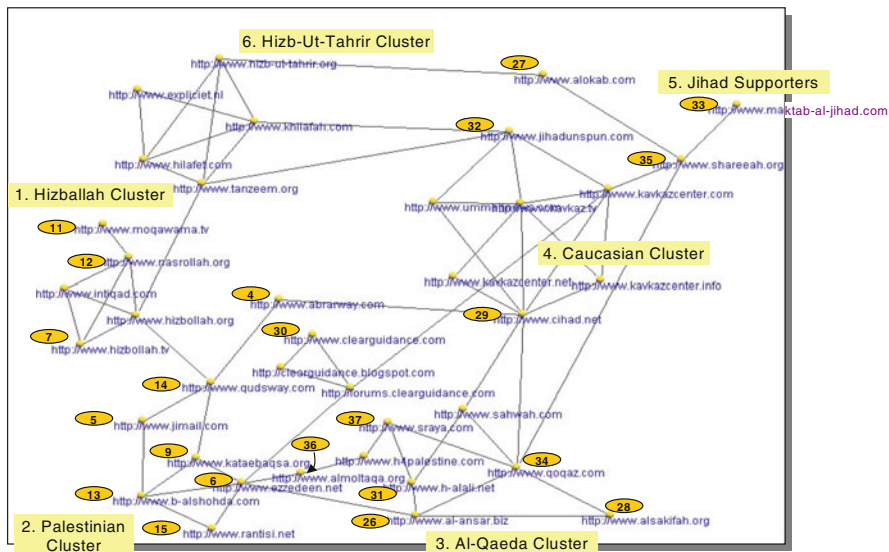 6. Hizb-Ut-Tahrir Cluster
http://www.hizb-ut-tahrir.org
27
http://www.alokab.com
5. Jihad Supporters
33
http://www.maktab-al-jihad.com
http://www.expliciet.nl
http://www.khilafah.com
32
http://www.jihadunspun.com
http://www.hilafet.com
35
http://www.shareeah.org
http://www.tanzeem.org
http://www.kavkazcenter.com
1. Hizballah Cluster
http://www.kavkaz.tv
11
http://www.moqawama.tv
4. Caucasian Cluster
12
http://www.nasrollah.org
http://www.kavkazcenter.net
http://www.kavkazcenter.info
http://www.intiqad.com
4
http://www.abrarway.com
http://www.hizbollah.org
29
http://www.cihad.net
30
http://www.clearguidance.com
7
http://www.hizbollah.tv
http://clearguidance.blogspot.com
14
http://www.qudsway.com
http://forums.clearguidance.com
5
http://www.jimail.com
37
http://www.sraya.com
http://www.sahwah.com
36
9
http://www.kataebaqsa.org
http://www.h4palestine.com
34
http://www.qoqaz.com
6
http://www.ezzedeen.net
http://www.almoltaqa.org
31
http://www.h-alali.net
13
http://www.b-alshohda.com
28
http://www.alsakifah.org
26
http://www.al-ansar.biz
15
http://www.rantisi.net
2. Palestinian
Cluster
3. Al-Qaeda Cluster